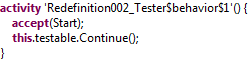 activity 'Redefinition002_Tester$behavior$1'() {
accept(Start);
this.testable.Continue();
}